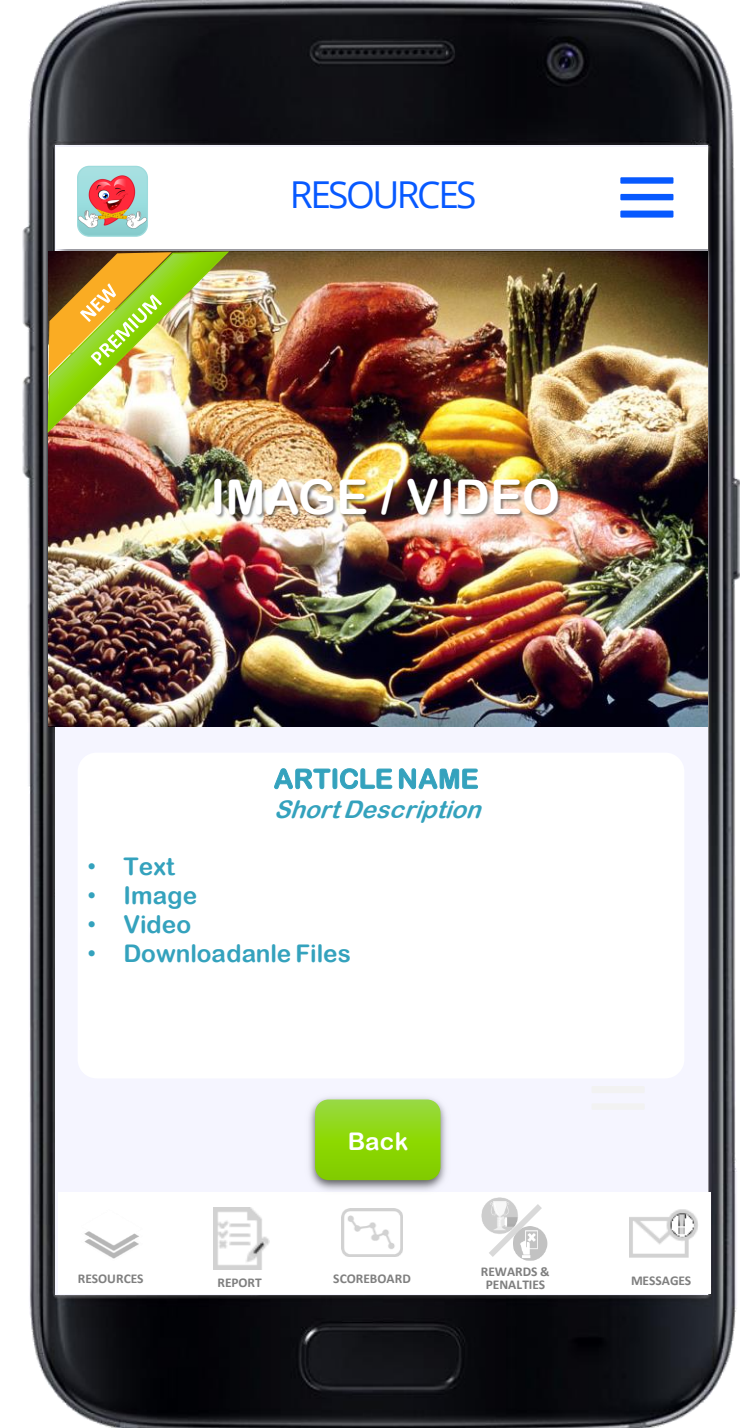 RESOURCES
NEW
PREMIUM
IMAGE / VIDEO
ARTICLE NAME
Short Description
• Text
• Image
• Video
• Downloadanle Files
Back
RESOURCES
REPORT
SCOREBOARD
REWARDS &
PENALTIES
MESSAGES